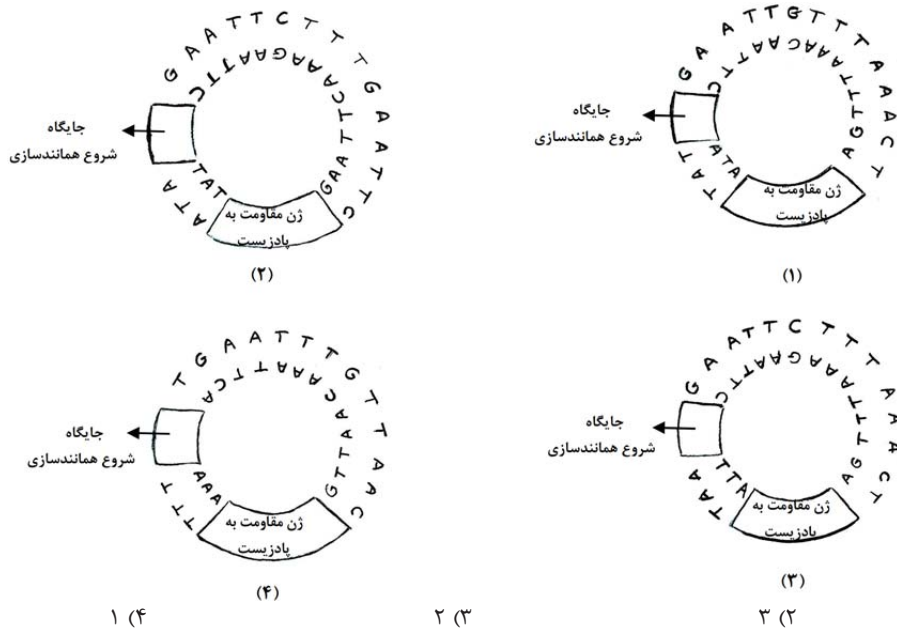 G A A T T G T T T A A A C T
C T T A A C A A A T T T G A
جایگاه
شروع همانندسازی
T A T
A T A
ژن مقاومت به
پادزیست
(۱)
G A A T T C T T T G A A T T C
C T T A A G A A A C T T A A G
جایگاه
شروع همانندسازی
A T A
T A T
ژن مقاومت به
پادزیست
(۲)
G A A T T C T T T A A A C T
C T T A A G A A A T T T G A
جایگاه
شروع همانندسازی
A A T
T T A
ژن مقاومت به
پادزیست
(۳)
T G A A T T T G T T A A C
A C T T A A A C A A T T G
جایگاه
شروع همانندسازی
T T T
A A A
ژن مقاومت به
پادزیست
(۴)
۲) ۳ ۳) ۲ ۴) ۱